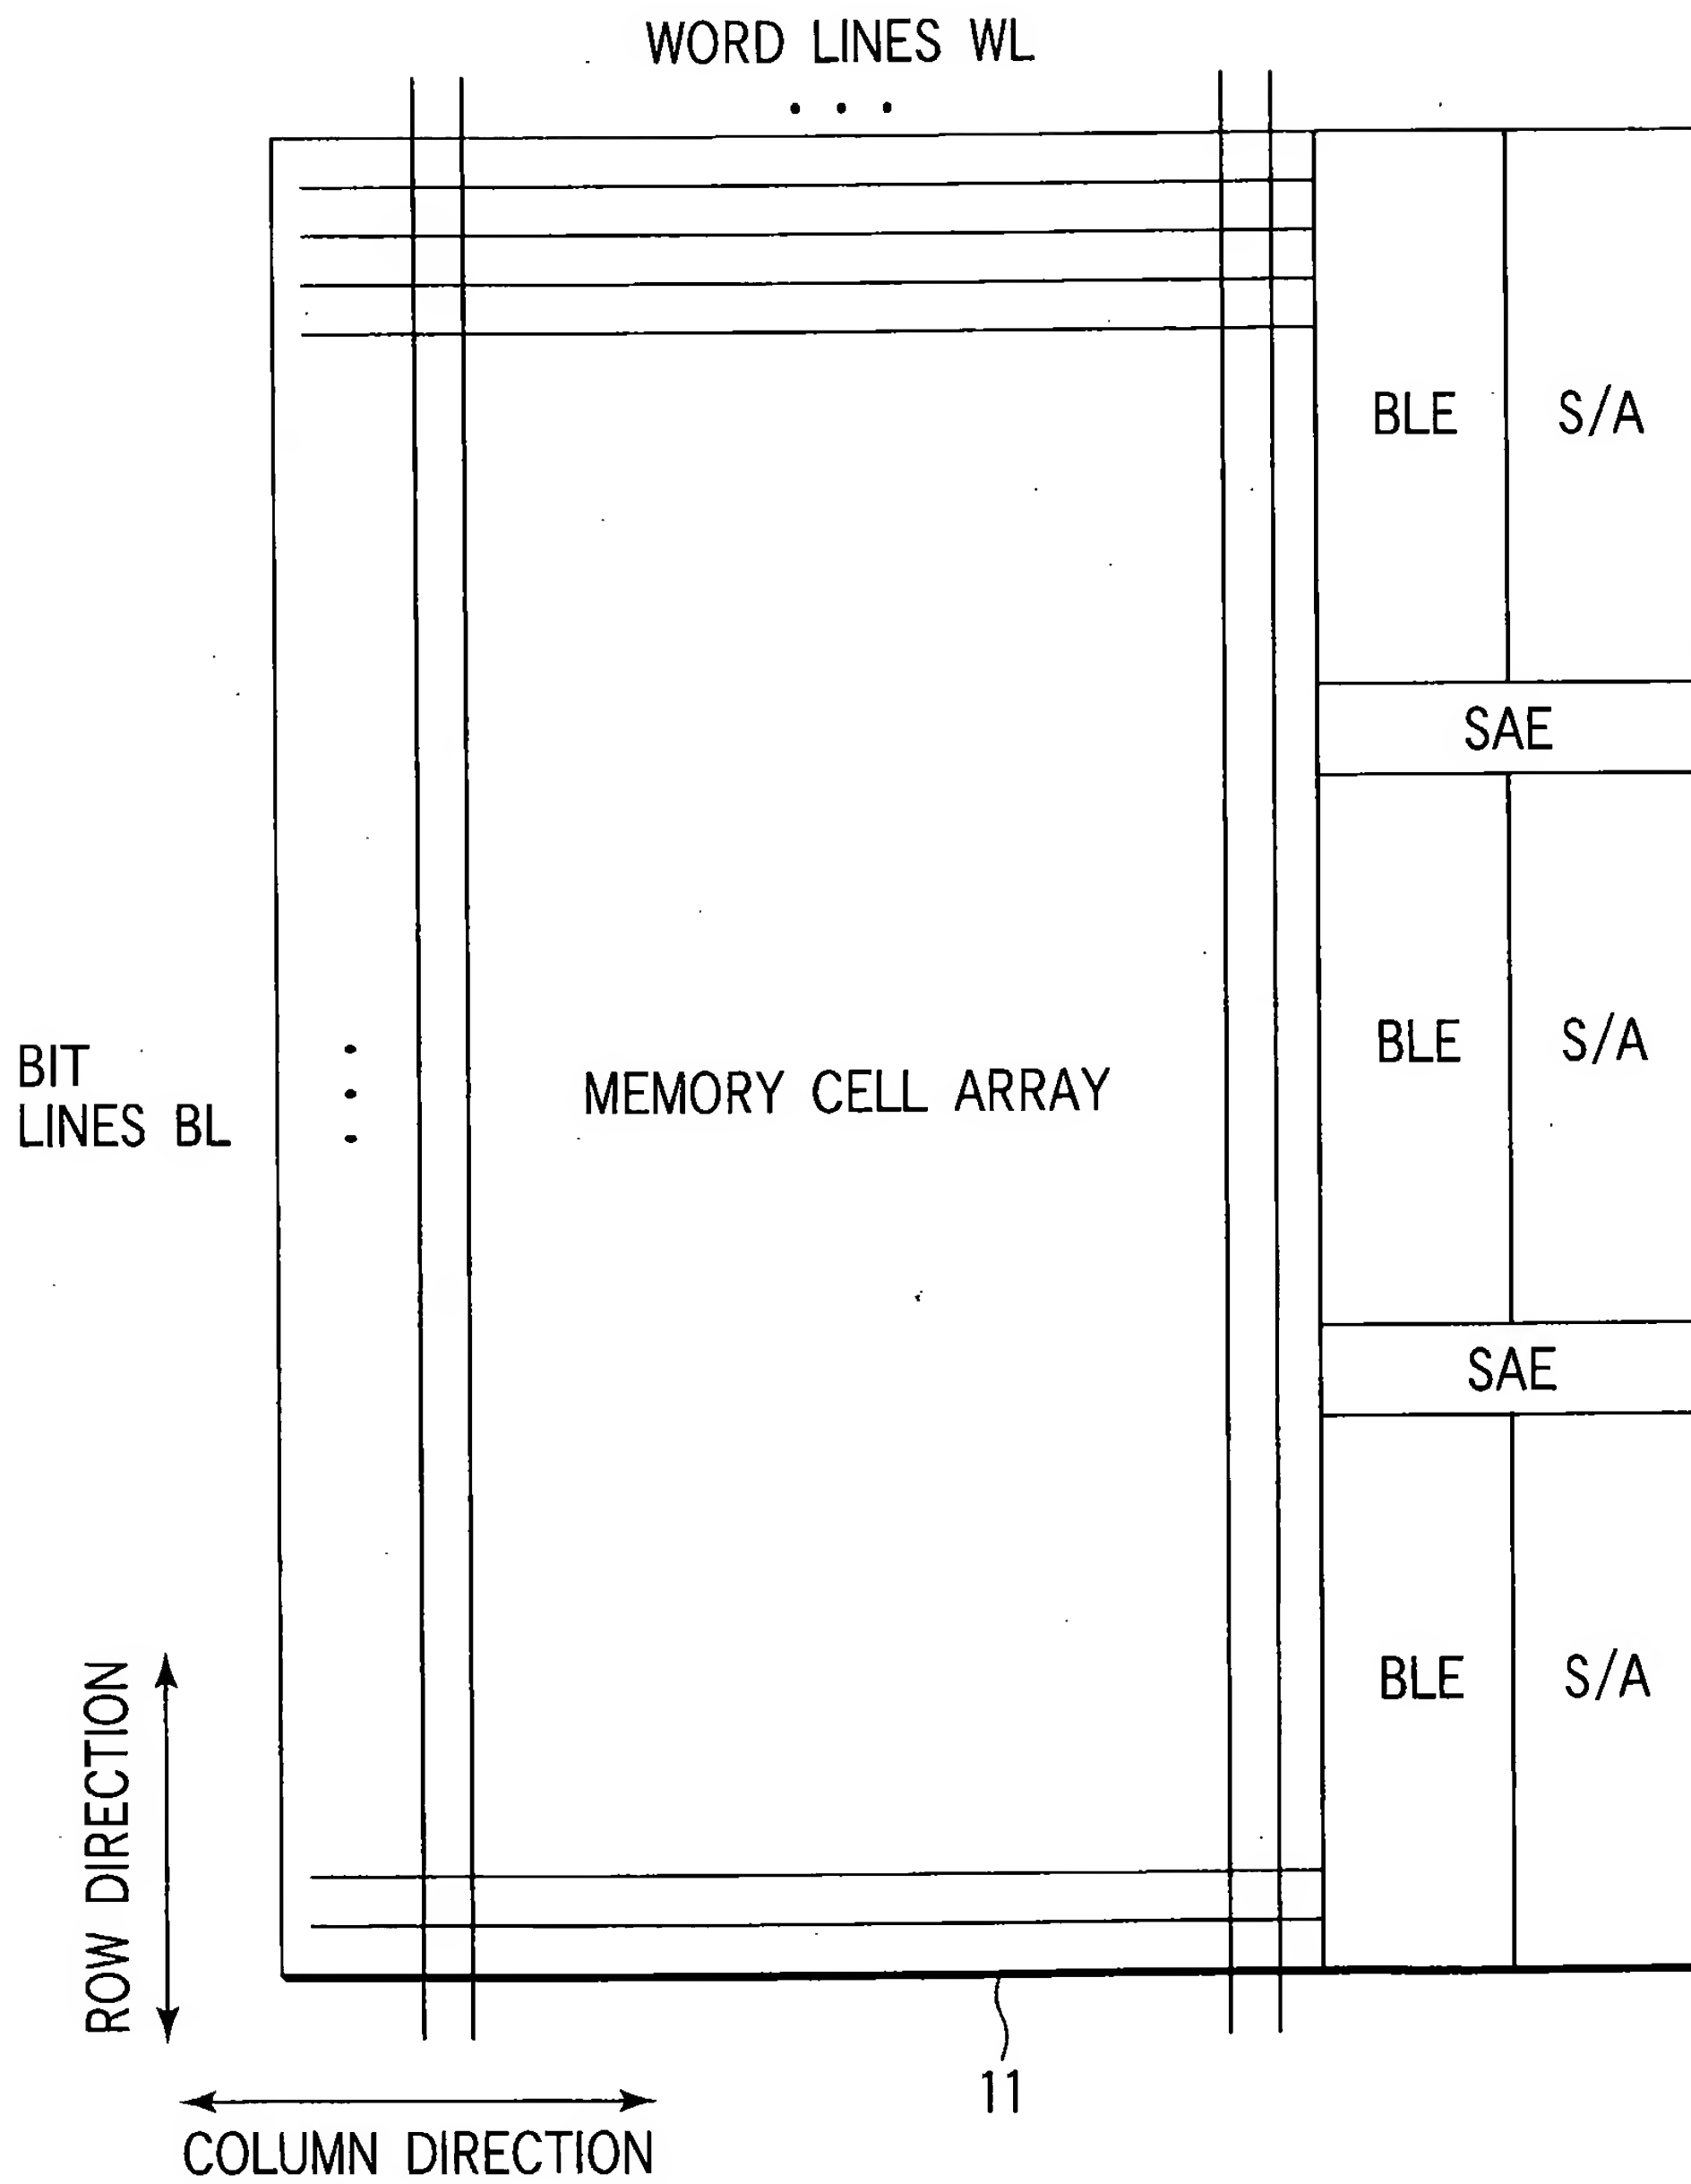 WORD LINES WL
BLE
S/A
SAE
BIT
LINES BL
MEMORY CELL ARRAY
BLE
S/A
SAE
BLE
S/A
ROW DIRECTION
11
COLUMN DIRECTION